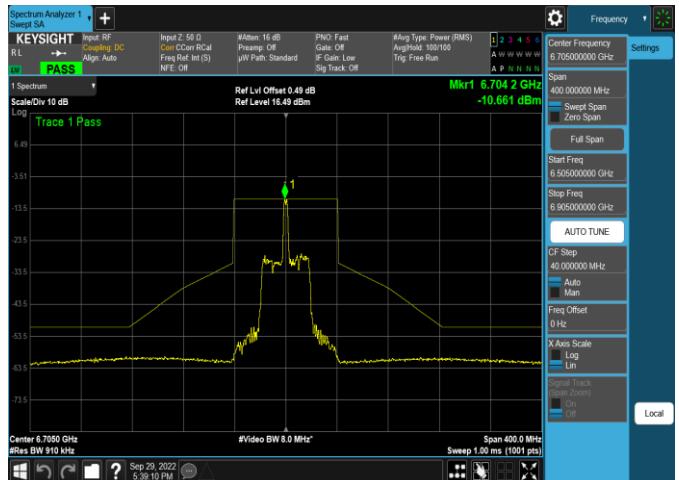 Spectrum Analyzer 1
Swept SA
+
Frequency
KEYSIGHT
R L
LV
PASS
Input: RF
Coupling: DC
Align: Auto
Input Z: 50 Ω
Corr CCorr RCal
Freq Ref: Int (S)
NFE: Off
#Atten: 16 dB
Preamp: Off
µW Path: Standard
PNO: Fast
Gate: Off
IF Gain: Low
Sig Track: Off
#Avg Type: Power (RMS)
Avg|Hold: 100/100
Trig: Free Run
1 2 3 4 5 6
A W W W W W
A P N N N N
1 Spectrum
Scale/Div 10 dB
Log
Ref Lvl Offset 0.49 dB
Ref Level 16.49 dBm
Mkr1 6.704 2 GHz
-10.661 dBm
Trace 1 Pass
1
6.49
-3.51
-13.5
-23.5
-33.5
-43.5
-53.5
-63.5
-73.5
Center 6.7050 GHz
#Res BW 910 kHz
#Video BW 8.0 MHz*
Span 400.0 MHz
Sweep 1.00 ms (1001 pts)
Sep 29, 2022
5:39:10 PM
?
Center Frequency
6.705000000 GHz
Settings
Span
400.000000 MHz
Swept Span
Zero Span
Full Span
Start Freq
6.505000000 GHz
Stop Freq
6.905000000 GHz
AUTO TUNE
CF Step
40.000000 MHz
Auto
Man
Freq Offset
0 Hz
X Axis Scale
Log
Lin
Signal Track
(Span Zoom)
On
Off
Local